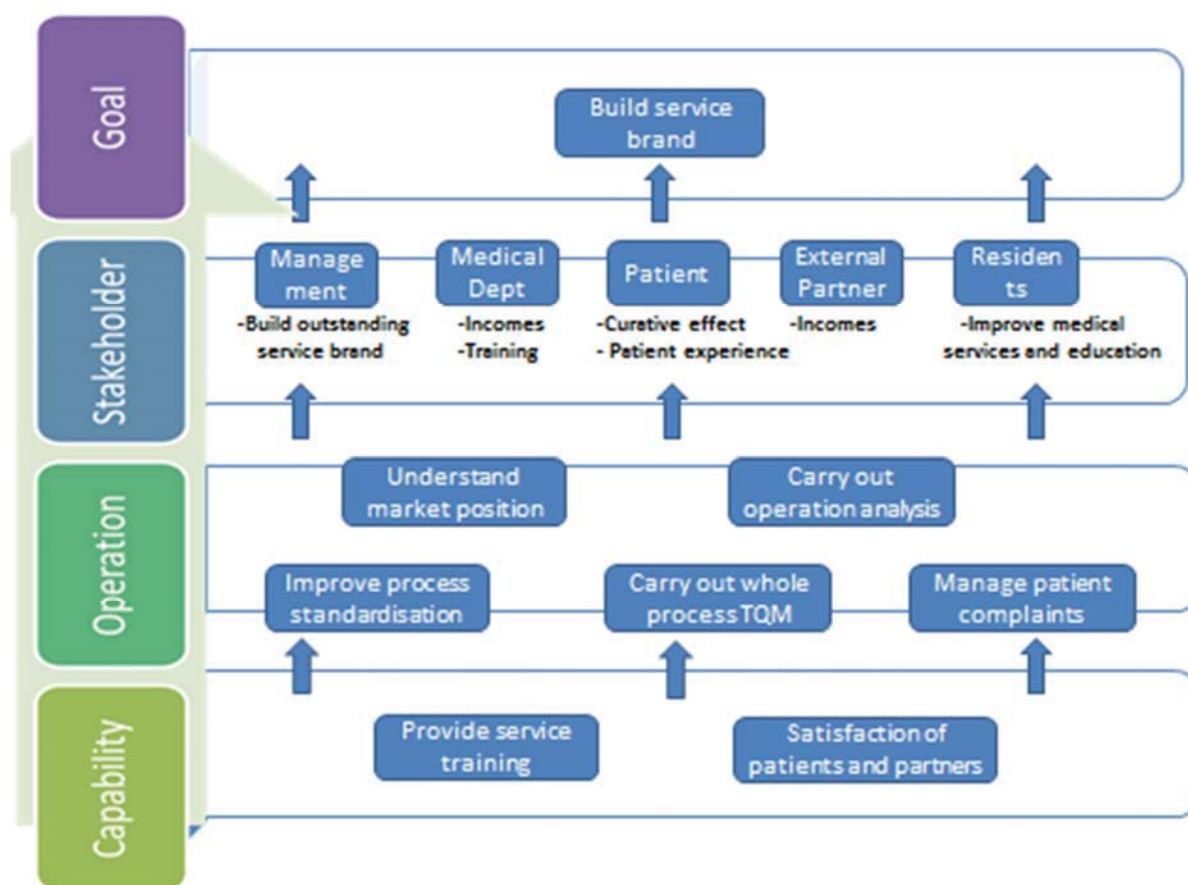 Goal
Build service
brand
Stakeholder
Manage
ment
-Build outstanding
service brand
Medical
Dept
-Incomes
-Training
Patient
-Curative effect
- Patient experience
External
Partner
-Incomes
Residen
ts
-Improve medical
services and education
Operation
Understand
market position
Carry out
operation analysis
Improve process
standardisation
Carry out whole
process TQM
Manage patient
complaints
Capability
Provide service
training
Satisfaction of
patients and partners